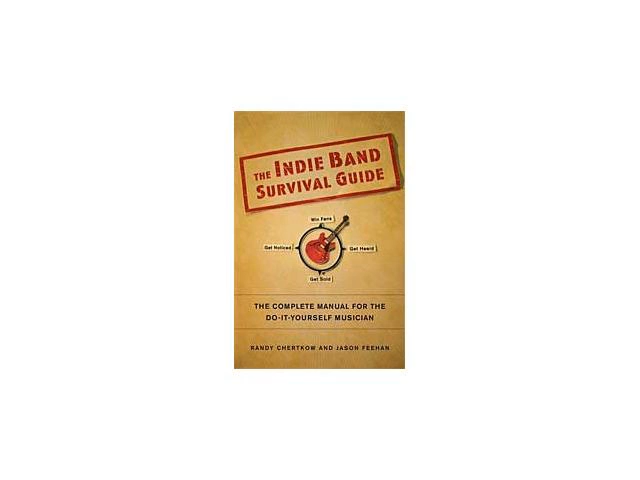 THE INDIE BAND
SURVIVAL GUIDE
Win Fans
Get Noticed
Get Heard
Get Sold
THE COMPLETE MANUAL FOR THE
DO-IT-YOURSELF MUSICIAN
RANDY CHERTKOW AND JASON FEEHAN